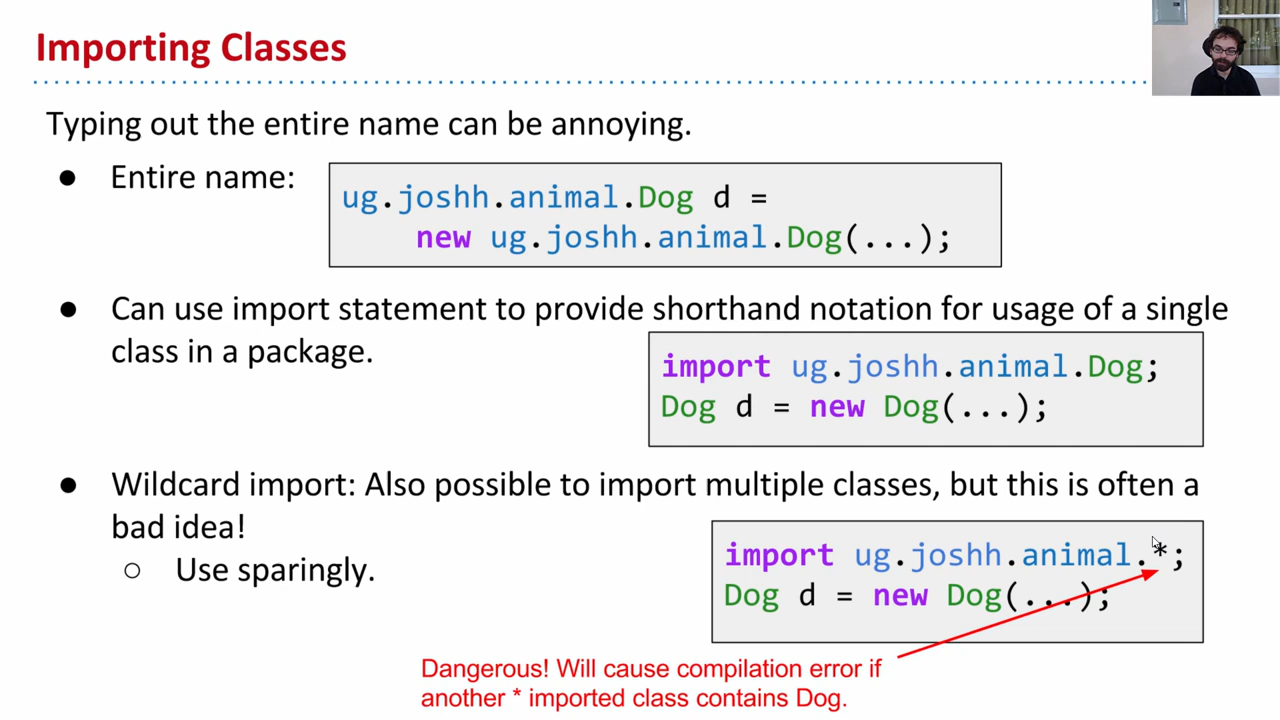 Importing Classes
Typing out the entire name can be annoying.
● Entire name:
ug.joshh.animal.Dog d =
new ug.joshh.animal.Dog(...);
● Can use import statement to provide shorthand notation for usage of a single
class in a package.
import ug.joshh.animal.Dog;
Dog d = new Dog(...);
● Wildcard import: Also possible to import multiple classes, but this is often a
bad idea!
○ Use sparingly.
import ug.joshh.animal.*;
Dog d = new Dog(...);
Dangerous! Will cause compilation error if
another * imported class contains Dog.